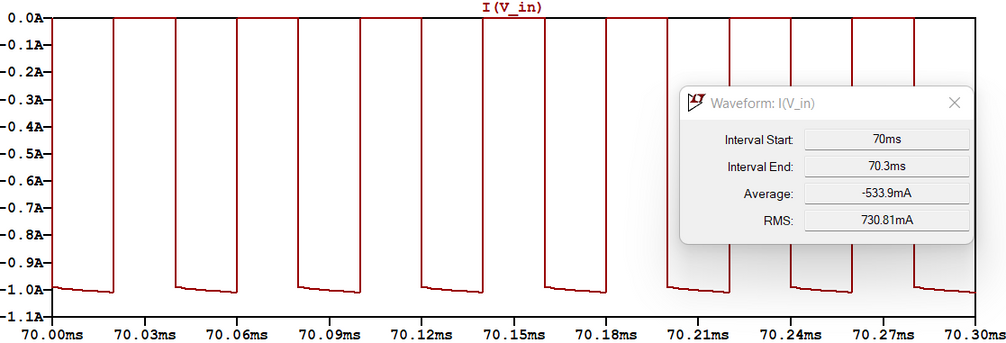 I(V_in)
0.0A
-0.1A
-0.2A
-0.3A
-0.4A
-0.5A
-0.6A
-0.7A
-0.8A
-0.9A
-1.0A
-1.1A
70.00ms 70.03ms 70.06ms 70.09ms 70.12ms 70.15ms 70.18ms 70.21ms 70.24ms 70.27ms 70.30ms
Waveform: I(V_in)
Interval Start: 70ms
Interval End: 70.3ms
Average: -533.9mA
RMS: 730.81mA